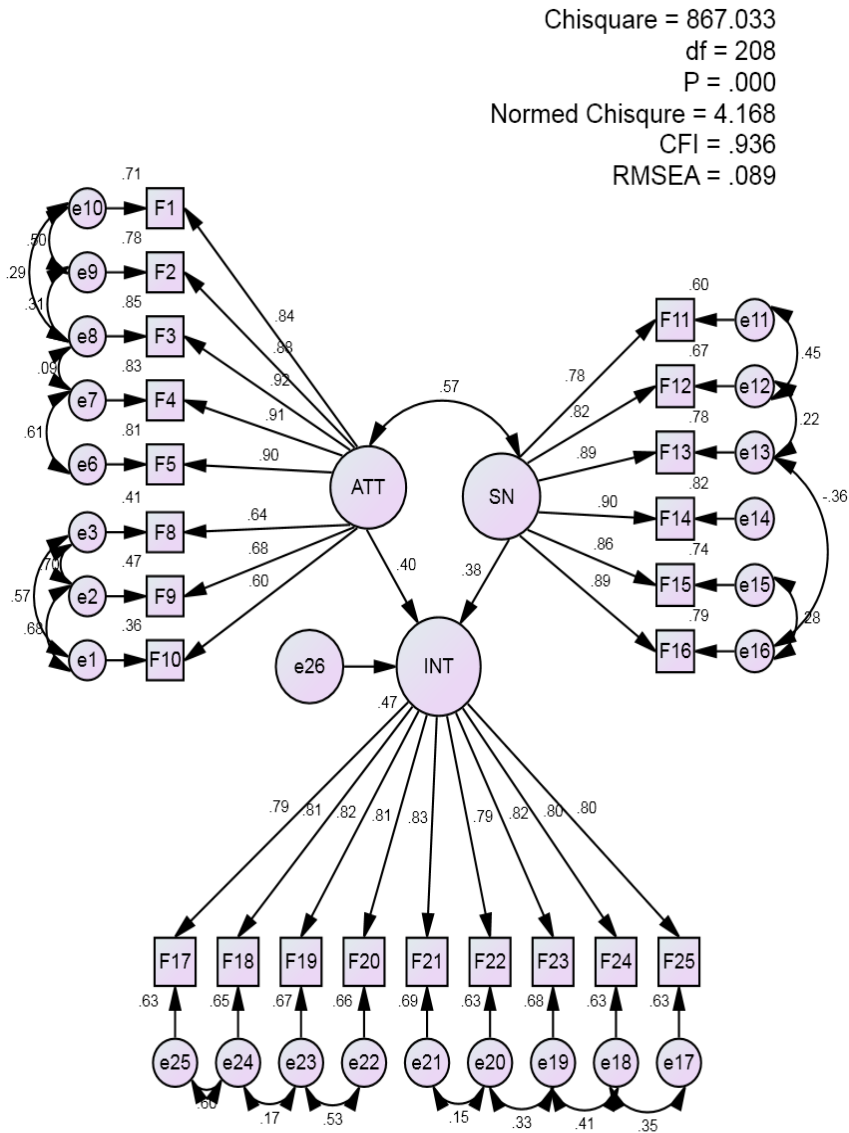 Chisquare = 867.033
df = 208
P = .000
Normed Chisqure = 4.168
CFI = .936
RMSEA = .089
.71
e10 F1
.50 .78
.29 e9 F2
.31 .85
e8 F3
.09 .83
e7 F4
.61 .81
e6 F5
.41
e3 F8
.70 .47
.57 e2 F9
.68 .36
e1 F10
.84
.88
.92
.91
.90
.64
.68
.60
ATT
.57
SN
.78
.82
.89
.90
.86
.89
.60
F11 e11
.67 .45
F12 e12
.78 .22
F13 e13
.82 -.36
F14 e14
.74
F15 e15
.79 .28
F16 e16
.40 .38
e26 INT
.47
.79 .81 .82 .81 .83 .79 .82 .80 .80
F17 F18 F19 F20 F21 F22 F23 F24 F25
.63 .65 .67 .66 .69 .63 .68 .63 .63
e25 e24 e23 e22 e21 e20 e19 e18 e17
.60 .17 .53 .15 .33 .41 .35